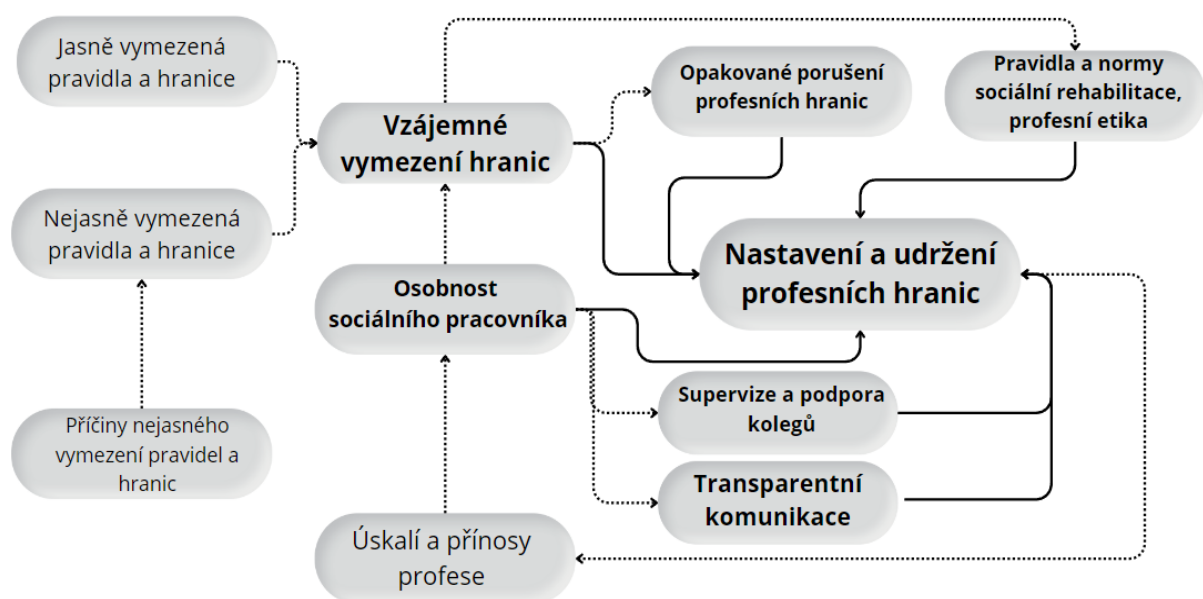 Jasně vymezená
pravidla a hranice
Vzájemné
vymezení hranic
Opakované porušení
profesních hranic
Pravidla a normy
sociální rehabilitace,
profesní etika
Nejasně vymezená
pravidla a hranice
Nastavení a udržení
profesních hranic
Osobnost
sociálního pracovníka
Příčiny nejasného
vymezení pravidel a
hranic
Supervize a podpora
kolegů
Transparentní
komunikace
Úskalí a přínosy
profese